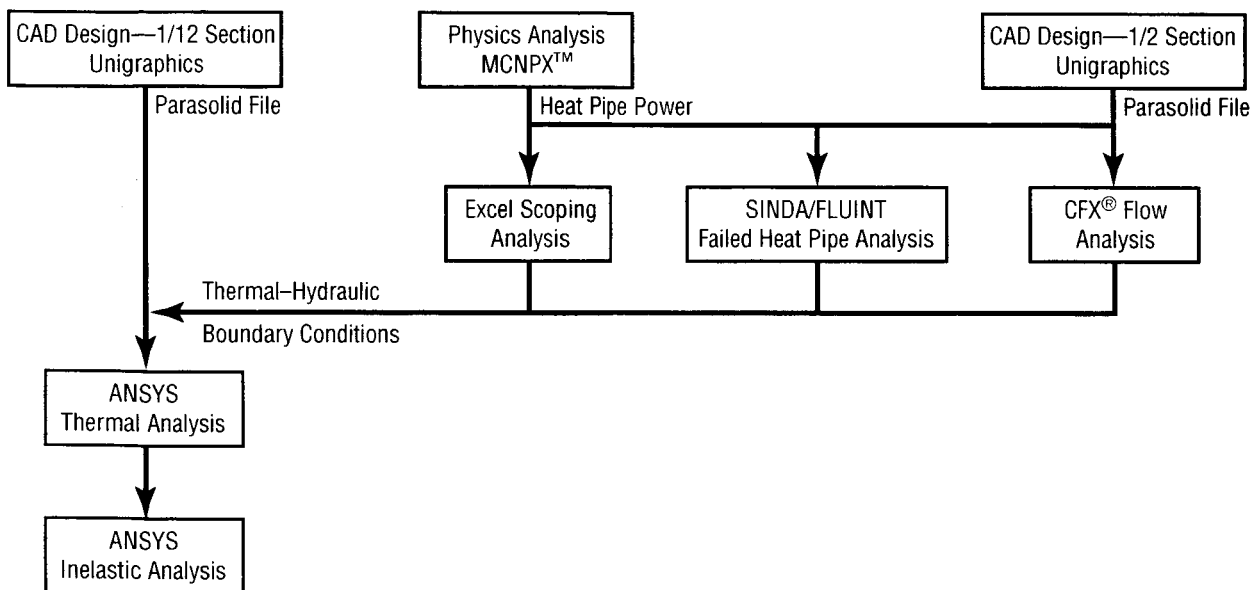 CAD Design—1/12 Section
Unigraphics
Physics Analysis
MCNPX™
CAD Design—1/2 Section
Unigraphics
Parasolid File
Heat Pipe Power
Parasolid File
Excel Scoping
Analysis
SINDA/FLUINT
Failed Heat Pipe Analysis
CFX® Flow
Analysis
Thermal–Hydraulic
Boundary Conditions
ANSYS
Thermal Analysis
ANSYS
Inelastic Analysis